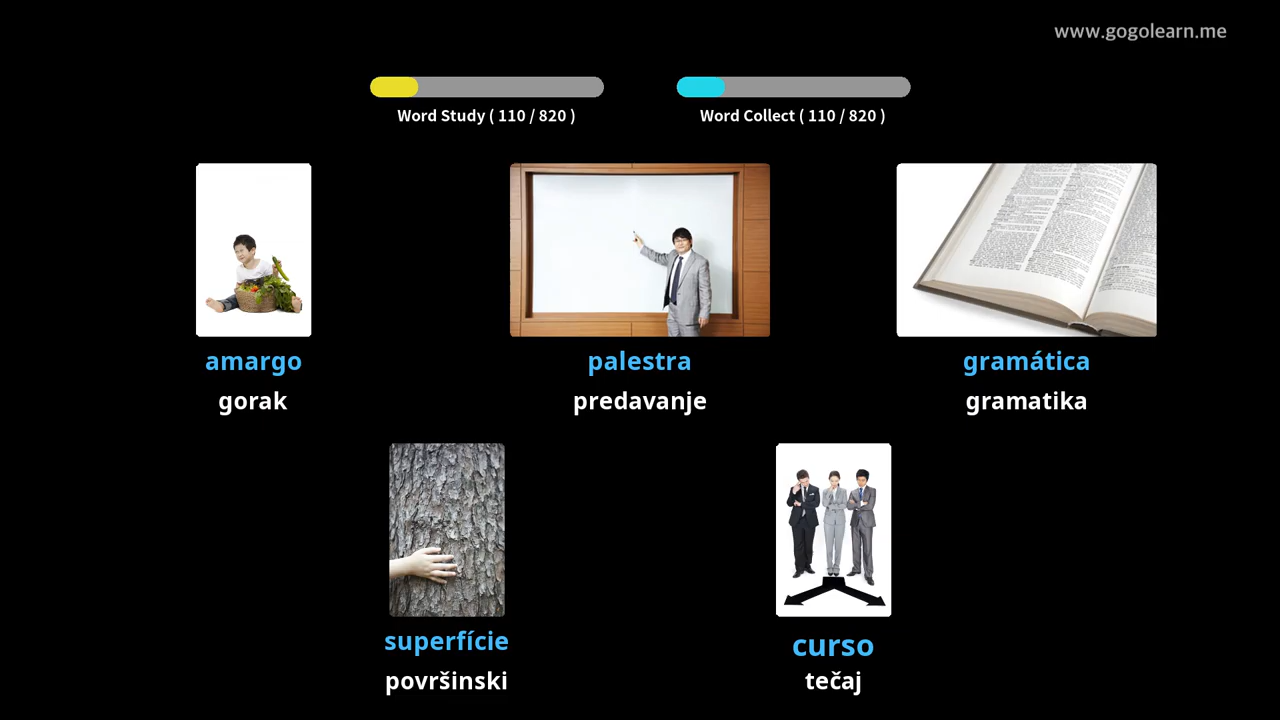 www.gogolearn.me
Word Study ( 110 / 820 )
Word Collect ( 110 / 820 )
amargo
gorak
palestra
predavanje
gramática
gramatika
superfície
površinski
curso
tečaj